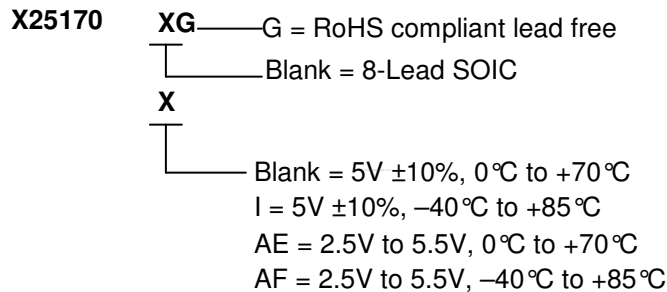 X25170 XG G = RoHS compliant lead free
Blank = 8-Lead SOIC
X
Blank = 5V ±10%, 0°C to +70°C
I = 5V ±10%, –40°C to +85°C
AE = 2.5V to 5.5V, 0°C to +70°C
AF = 2.5V to 5.5V, –40°C to +85°C